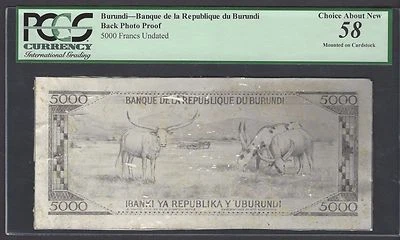 PCGS
CURRENCY
International Grading
Burundi—Banque de la Republique du Burundi
Back Photo Proof
5000 Francs Undated
Choice About New
58
Mounted on Cardstock
5000 BANQUE DE LA REPUBLIQUE DU BURUNDI 5000
5000 IBANKI YA REPUBLIKA Y'UBURUNDI 5000